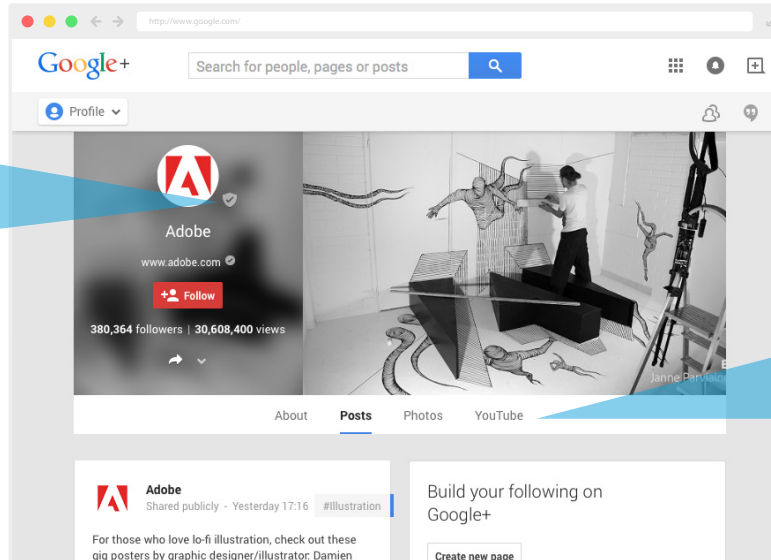 http://www.google.com/
Google+
Search for people, pages or posts
Profile
Adobe
www.adobe.com
Follow
380,364 followers | 30,608,400 views
Janne Parviain
About Posts Photos YouTube
Adobe
Shared publicly - Yesterday 17:16 #Illustration
For those who love lo-fi illustration, check out these
gig posters by graphic designer/illustrator Damien
Build your following on
Google+
Create new page